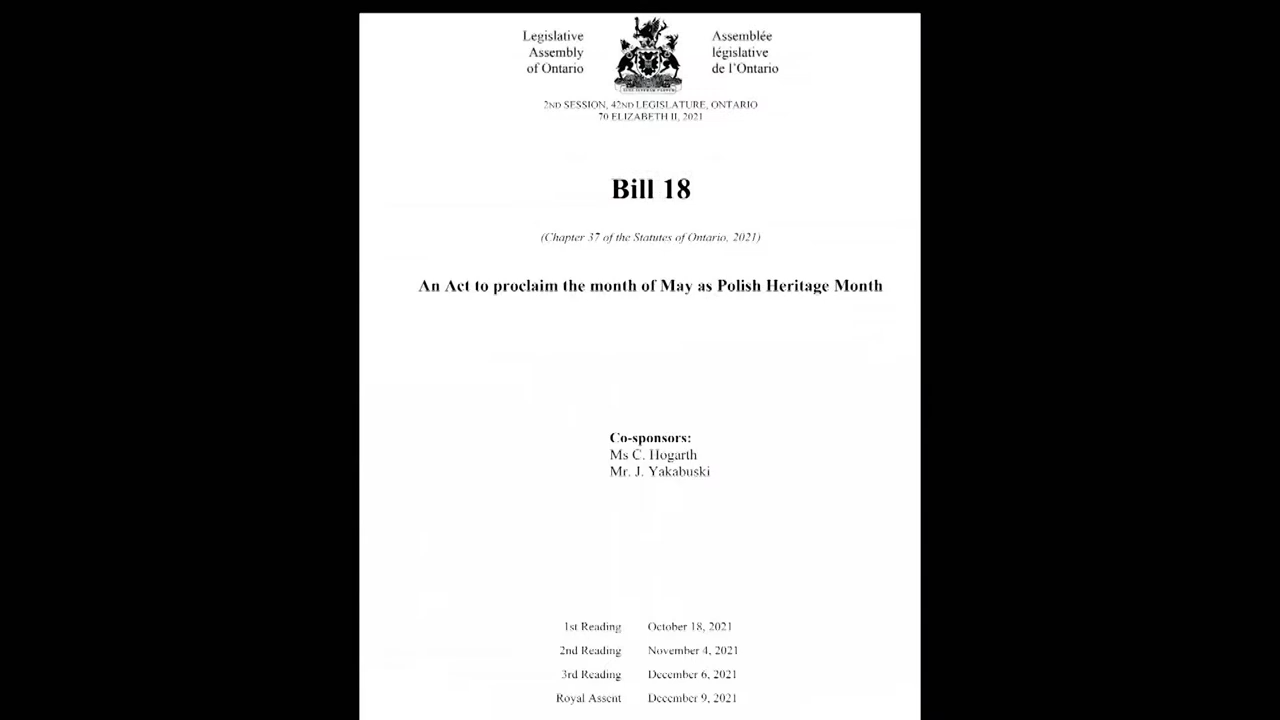 Legislative
Assembly
of Ontario
Assemblée
législative
de l'Ontario
2ND SESSION, 42ND LEGISLATURE, ONTARIO
70 ELIZABETH II, 2021
Bill 18
(Chapter 37 of the Statutes of Ontario, 2021)
An Act to proclaim the month of May as Polish Heritage Month
Co-sponsors:
Ms C. Hogarth
Mr. J. Yakabuski
1st Reading October 18, 2021
2nd Reading November 4, 2021
3rd Reading December 6, 2021
Royal Assent December 9, 2021